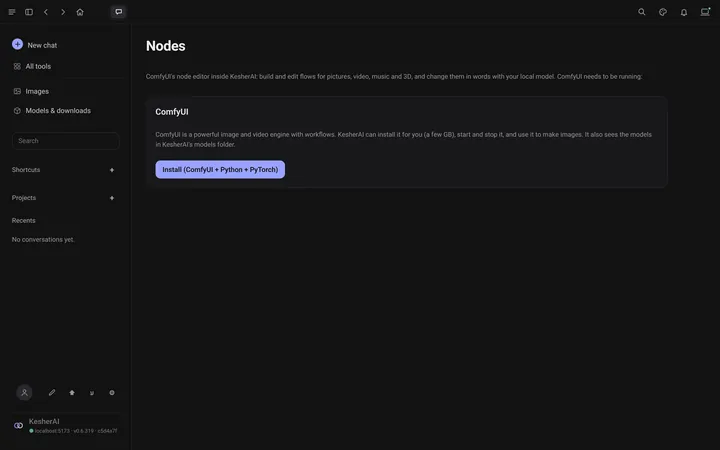 New chat
All tools
Images
Models & downloads
Search
Shortcuts
Projects
Recents
No conversations yet.
KesherAI
localhost:5173 · v0.6.319 · c5d4a7f
Nodes
ComfyUI's node editor inside KesherAI: build and edit flows for pictures, video, music and 3D, and change them in words with your local model. ComfyUI needs to be running:
ComfyUI
ComfyUI is a powerful image and video engine with workflows. KesherAI can install it for you (a few GB), start and stop it, and use it to make images. It also sees the models
in KesherAI's models folder.
Install (ComfyUI + Python + PyTorch)